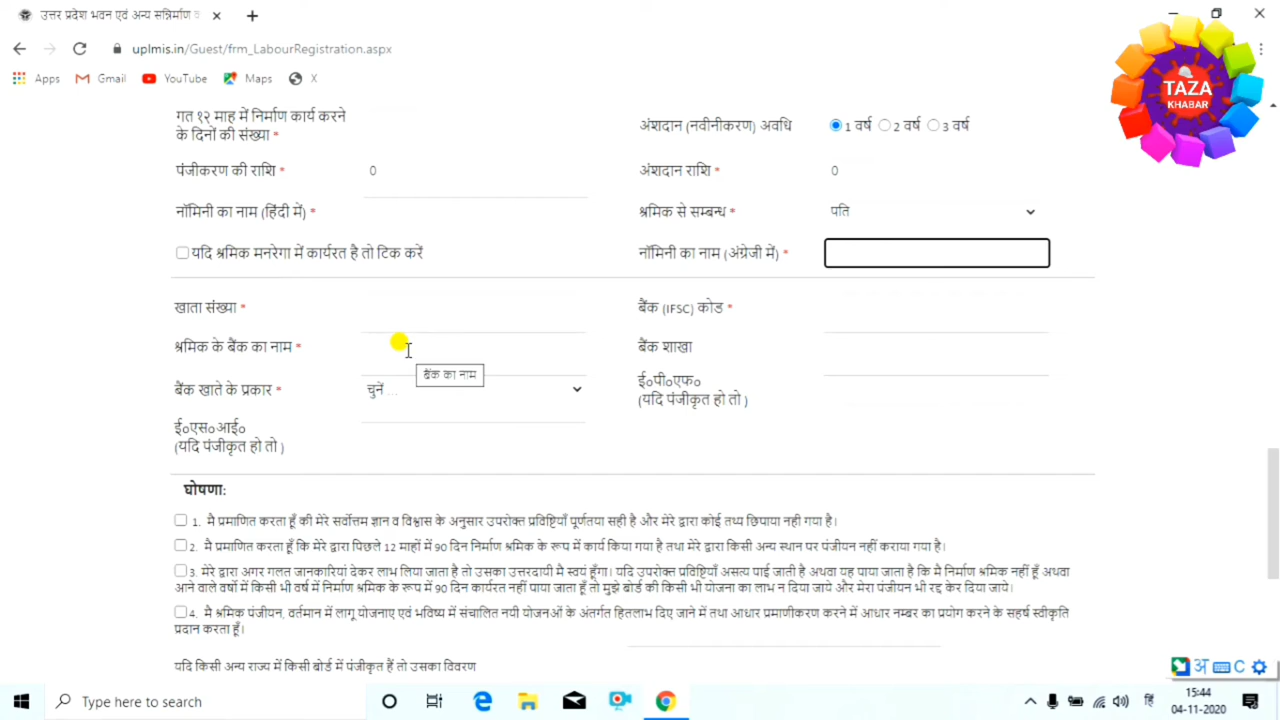 उत्तर प्रदेश भवन एवं अन्य सन्निर्माण
uplmis.in/Guest/frm_LabourRegistration.aspx
Apps Gmail YouTube Maps X
TAZA
KHABAR
गत १२ माह में निर्माण कार्य करने
के दिनों की संख्या *
अंशदान (नवीनीकरण) अवधि 1 वर्ष 2 वर्ष 3 वर्ष
पंजीकरण की राशि * 0 अंशदान राशि * 0
नॉमिनी का नाम (हिंदी में) * श्रमिक से सम्बन्ध * पति
यदि श्रमिक मनरेगा में कार्यरत है तो टिक करें नॉमिनी का नाम (अंग्रेजी में) *
खाता संख्या * बैंक (IFSC) कोड *
श्रमिक के बैंक का नाम * बैंक शाखा
बैंक का नाम
बैंक खाते के प्रकार * चुनें ... ई०पी०एफ०
(यदि पंजीकृत हो तो )
ई०एस०आई०
(यदि पंजीकृत हो तो )
घोषणा:
1. मै प्रमाणित करता हूँ की मेरे सर्वोत्तम ज्ञान व विश्वास के अनुसार उपरोक्त प्रविष्टियाँ पूर्णतया सही है और मेरे द्वारा कोई तथ्य छिपाया नही गया है।
2. मै प्रमाणित करता हूँ कि मेरे द्वारा पिछले 12 माहों में 90 दिन निर्माण श्रमिक के रूप में कार्य किया गया है तथा मेरे द्वारा किसी अन्य स्थान पर पंजीयन नहीं कराया गया है।
3. मेरे द्वारा अगर गलत जानकारियां देकर लाभ लिया जाता है तो उसका उत्तरदायी मै स्वयं हूँगा। यदि उपरोक्त प्रविष्टियाँ असत्य पाई जाती है अथवा यह पाया जाता है कि मै निर्माण श्रमिक नहीं हूँ अथवा
आने वाले वर्षो में किसी भी वर्ष में निर्माण श्रमिक के रूप में 90 दिन कार्यरत नहीं पाया जाता हूँ तो मुझे बोर्ड की किसी भी योजना का लाभ न दिया जाये और मेरा पंजीयन भी रद्द कर दिया जाये।
4. मै श्रमिक पंजीयन, वर्तमान में लागू योजनाए एवं भविष्य में संचालित नयी योजनओं के अंतर्गत हितलाभ दिए जाने में तथा आधार प्रमाणीकरण करने में आधार नम्बर का प्रयोग करने के सहर्ष स्वीकृति
प्रदान करता हूँ।
यदि किसी अन्य राज्य में किसी बोर्ड में पंजीकृत हैं तो उसका विवरण
अ
Type here to search
हिं
15:44
04-11-2020